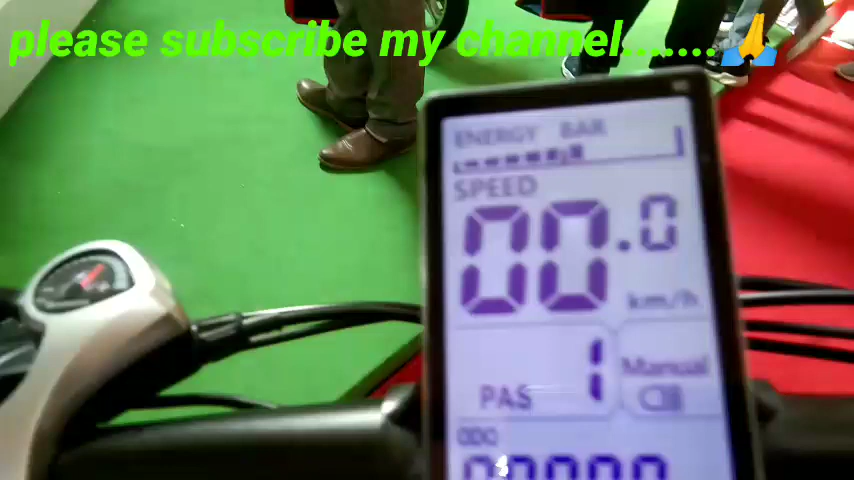 please subscribe my channel.......🙏
ENERGY BAR
SPEED
00.0
km/h
1
Manual
PAS
ODO